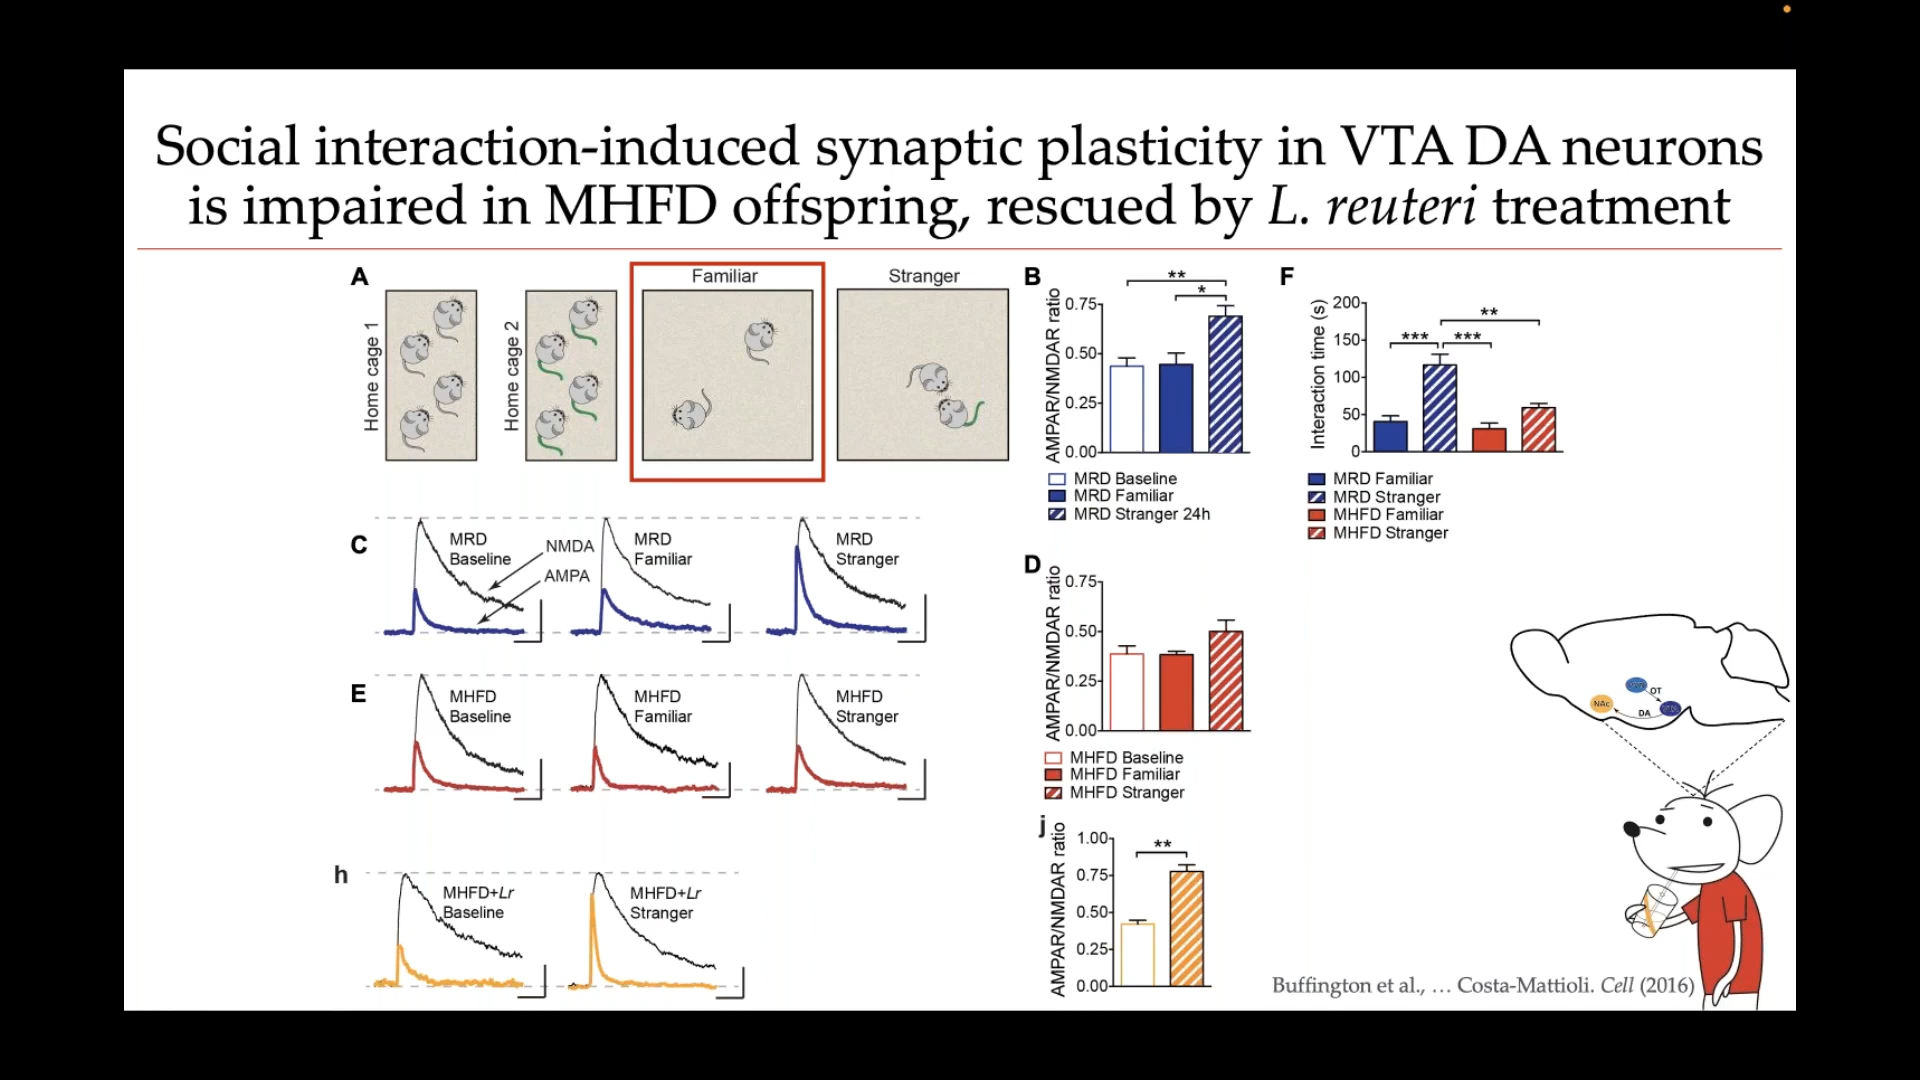 Social interaction-induced synaptic plasticity in VTA DA neurons
is impaired in MHFD offspring, rescued by L. reuteri treatment
A
Home cage 1
Home cage 2
Familiar
Stranger
B
AMPAR/NMDAR ratio
0.75
0.50
0.25
0.00
**
*
MRD Baseline
MRD Familiar
MRD Stranger 24h
F
Interaction time (s)
200
150
100
50
0
***
***
**
MRD Familiar
MRD Stranger
MHFD Familiar
MHFD Stranger
C
MRD
Baseline
NMDA
AMPA
MRD
Familiar
MRD
Stranger
D
AMPAR/NMDAR ratio
0.75
0.50
0.25
0.00
MHFD Baseline
MHFD Familiar
MHFD Stranger
E
MHFD
Baseline
MHFD
Familiar
MHFD
Stranger
h
MHFD+Lr
Baseline
MHFD+Lr
Stranger
j
AMPAR/NMDAR ratio
1.00
0.75
0.50
0.25
0.00
**
OT
NAc
DA
Buffington et al., … Costa-Mattioli. Cell (2016)